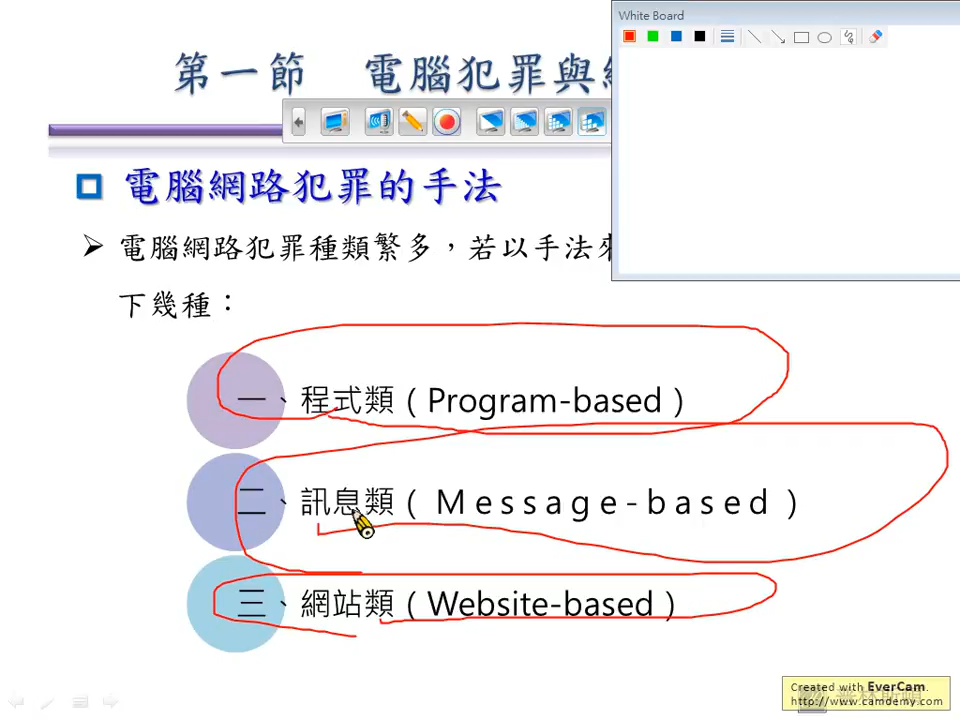 White Board
第一節 電腦犯罪與
電腦網路犯罪的手法
電腦網路犯罪種類繁多，若以手法來
下幾種：
一、程式類（Program-based）
二、訊息類（Message-based）
三、網站類（Website-based）
Created with EverCam.
http://www.camdemy.com